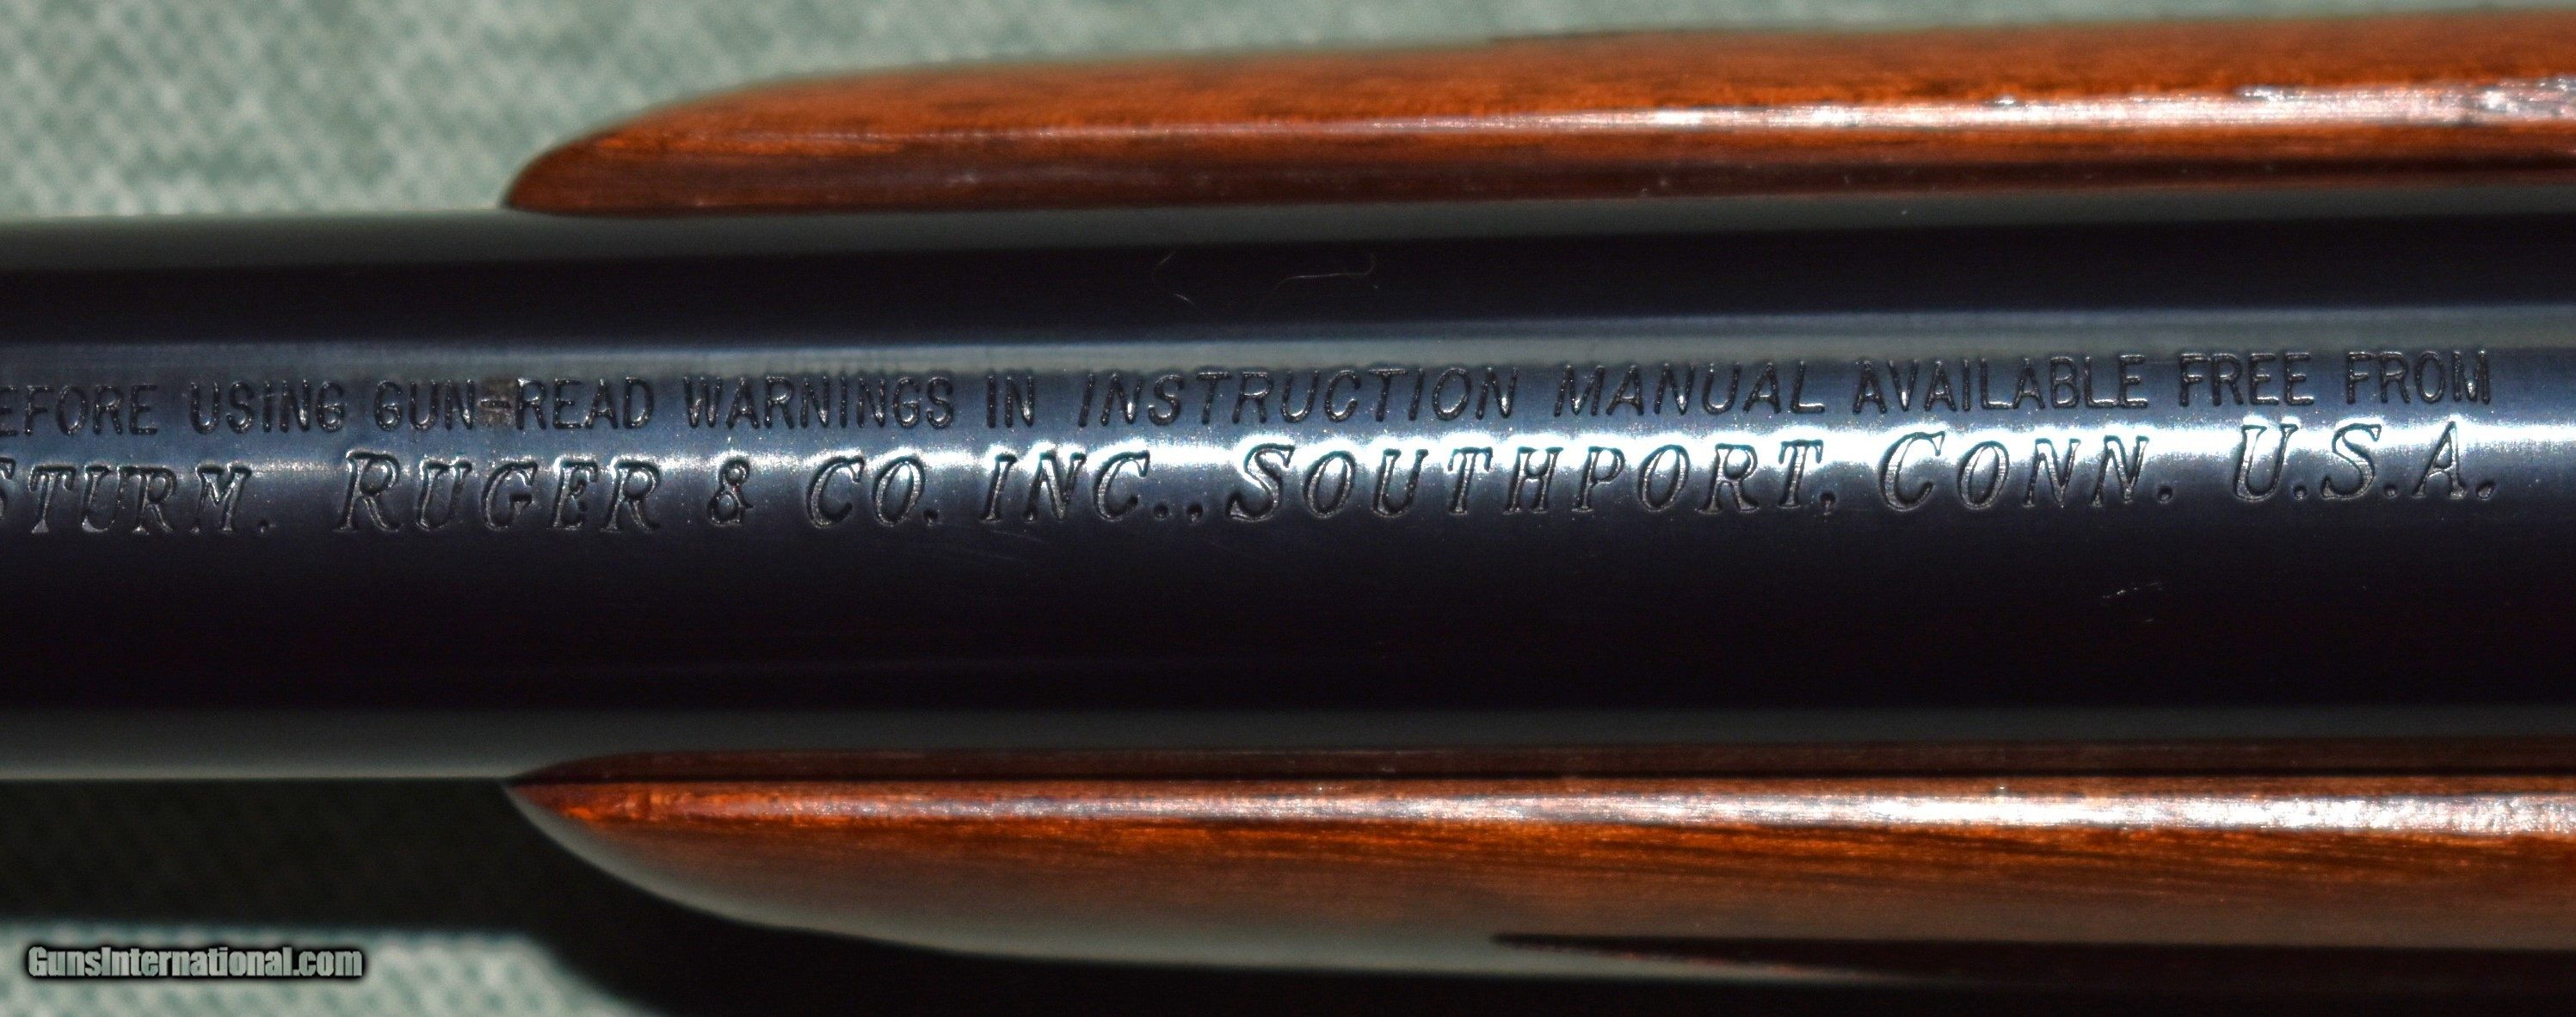 EFORE USING GUN-READ WARNINGS IN INSTRUCTION MANUAL AVAILABLE FREE FROM
STURM. RUGER & CO. INC., SOUTHPORT, CONN. U.S.A.
GunsInternational.com